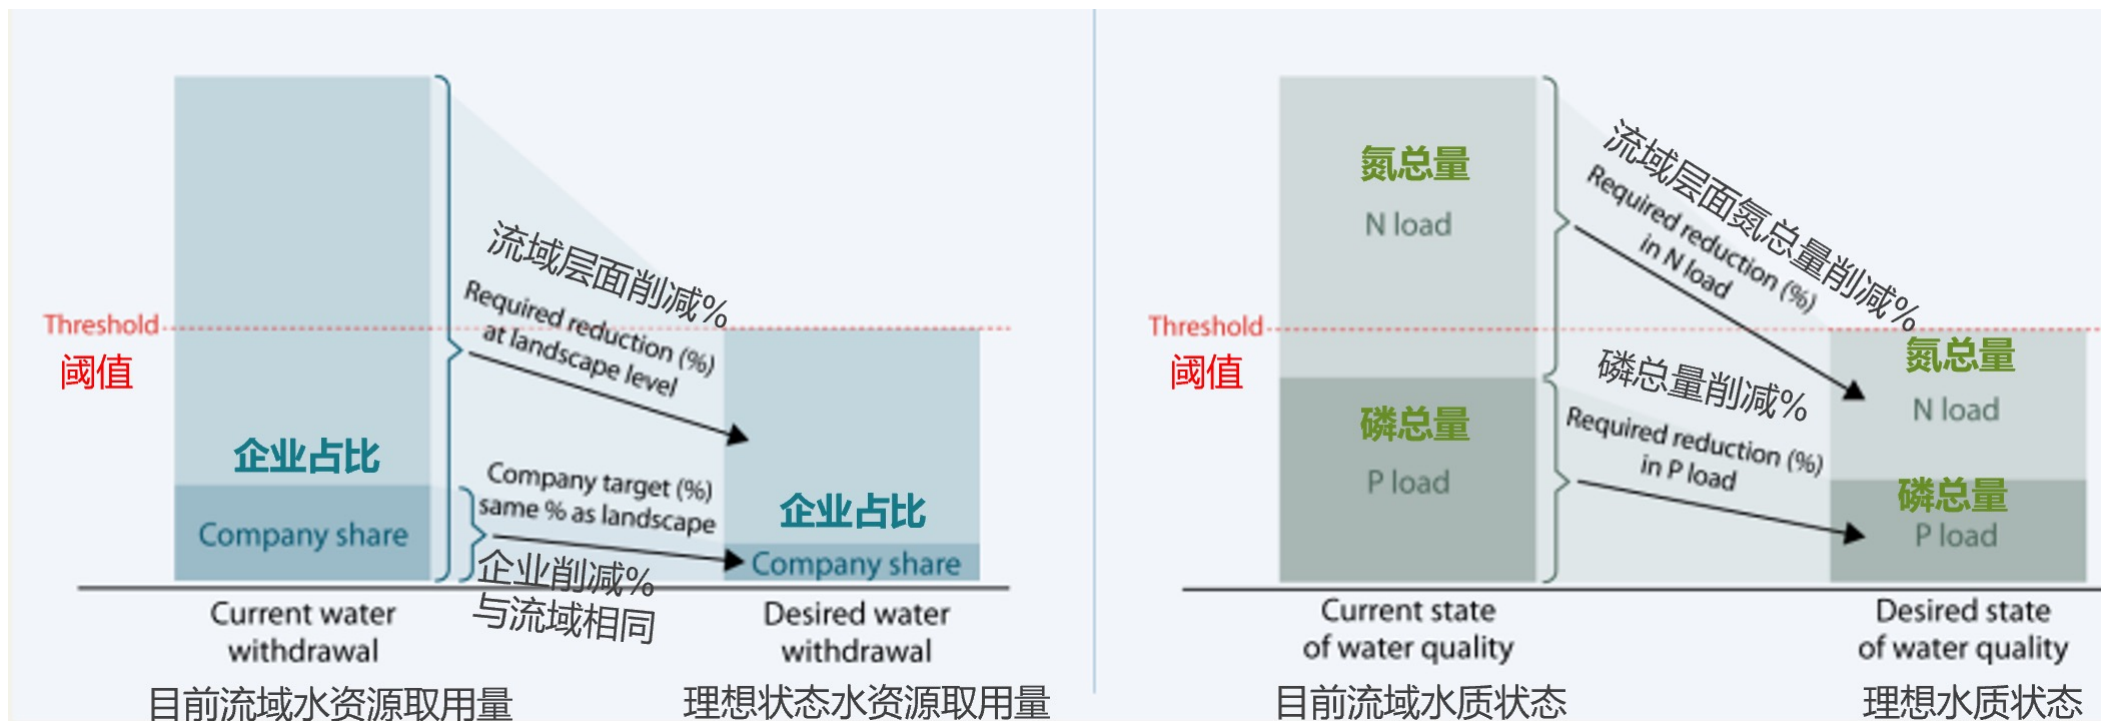 流域层面削减%
Required reduction (%)
at landscape level
Threshold
阈值
企业占比
Company share
Company target (%)
same % as landscape
企业削减%
与流域相同
企业占比
Company share
Current water
withdrawal
目前流域水资源取用量
Desired water
withdrawal
理想状态水资源取用量
氮总量
N load
流域层面氮总量削减%
Required reduction (%)
in N load
Threshold
阈值
磷总量
P load
磷总量削减%
Required reduction (%)
in P load
氮总量
N load
磷总量
P load
Current state
of water quality
目前流域水质状态
Desired state
of water quality
理想水质状态